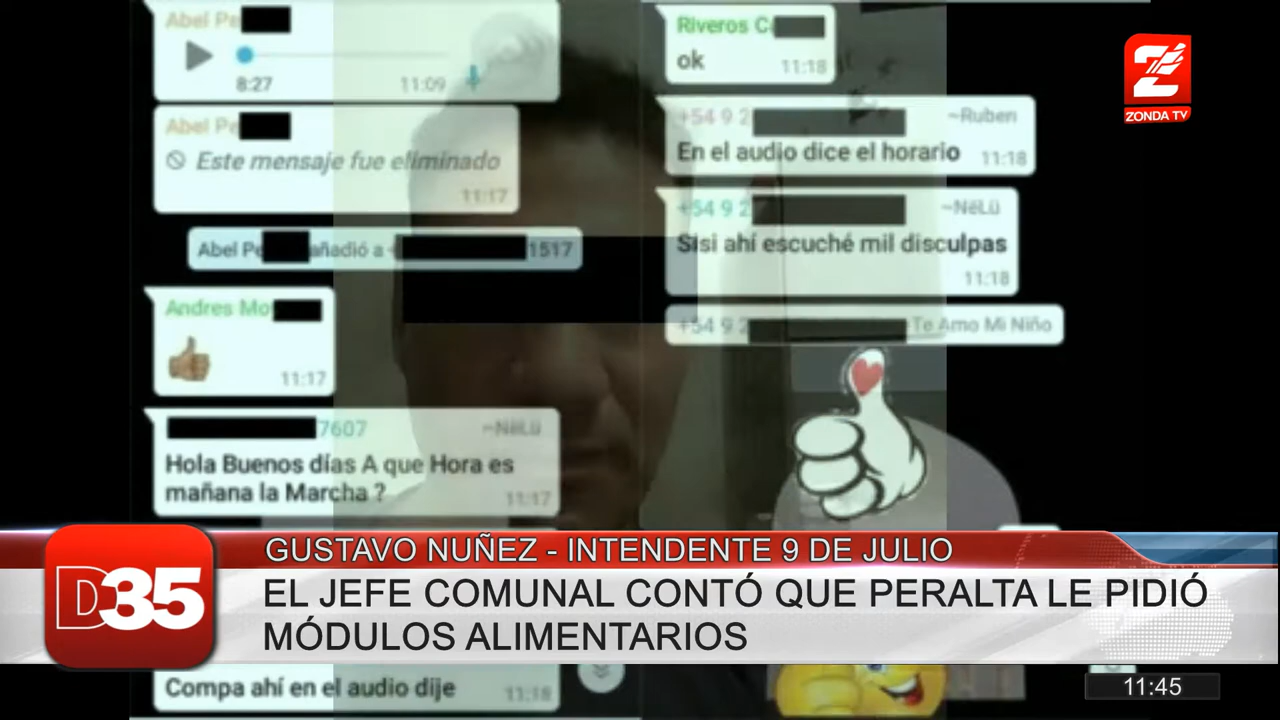 Abel Pe
8:27
11:09
Abel Pe
Este mensaje fue eliminado
11:17
Abel Pe añadió a 1517
Andres Mo
11:17
7607 ~NëLü
Hola Buenos días A que Hora es
mañana la Marcha ?
11:17
Compa ahí en el audio dije
11:18
Riveros C
ok
11:18
+54 9 2 ~Ruben
En el audio dice el horario
11:18
+54 9 2 ~NëLü
Sisi ahí escuché mil disculpas
11:18
+54 9 2 Te Amo Mi Niño
Z
ZONDA TV
D35
GUSTAVO NUÑEZ - INTENDENTE 9 DE JULIO
EL JEFE COMUNAL CONTÓ QUE PERALTA LE PIDIÓ
MÓDULOS ALIMENTARIOS
11:45